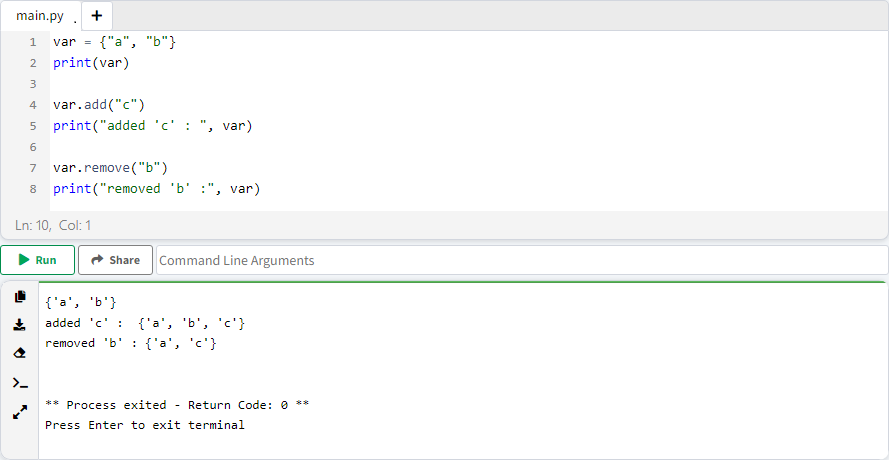 main.py . +
1 var = {"a", "b"}
2 print(var)
3
4 var.add("c")
5 print("added 'c' : ", var)
6
7 var.remove("b")
8 print("removed 'b' :", var)
Ln: 10, Col: 1
Run Share Command Line Arguments
{'a', 'b'}
added 'c' :  {'a', 'b', 'c'}
removed 'b' : {'a', 'c'}
** Process exited - Return Code: 0 **
Press Enter to exit terminal